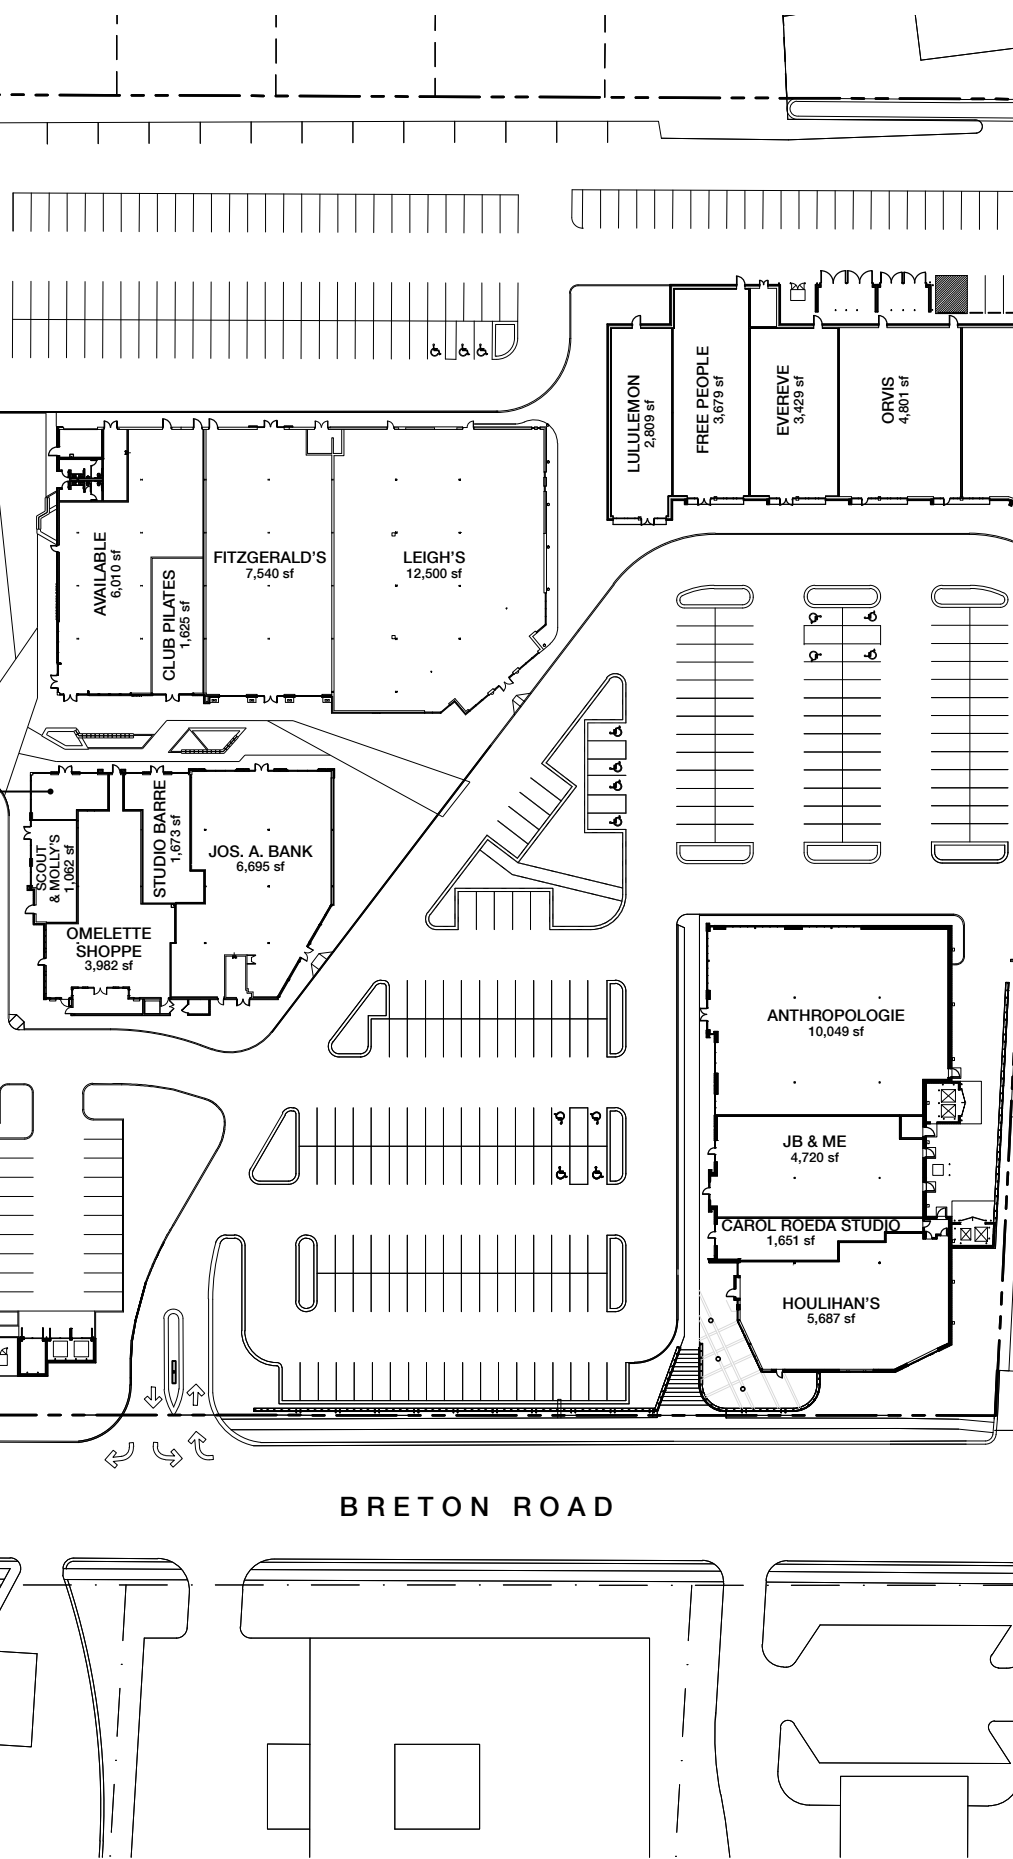 LULULEMON
2,809 sf
FREE PEOPLE
3,679 sf
EVEREVE
3,429 sf
ORVIS
4,801 sf
AVAILABLE
6,010 sf
CLUB PILATES
1,625 sf
FITZGERALD'S
7,540 sf
LEIGH'S
12,500 sf
SCOUT
& MOLLY'S
1,062 sf
STUDIO BARRE
1,673 sf
JOS. A. BANK
6,695 sf
OMELETTE
SHOPPE
3,982 sf
ANTHROPOLOGIE
10,049 sf
JB & ME
4,720 sf
CAROL ROEDA STUDIO
1,651 sf
HOULIHAN'S
5,687 sf
BRETON ROAD